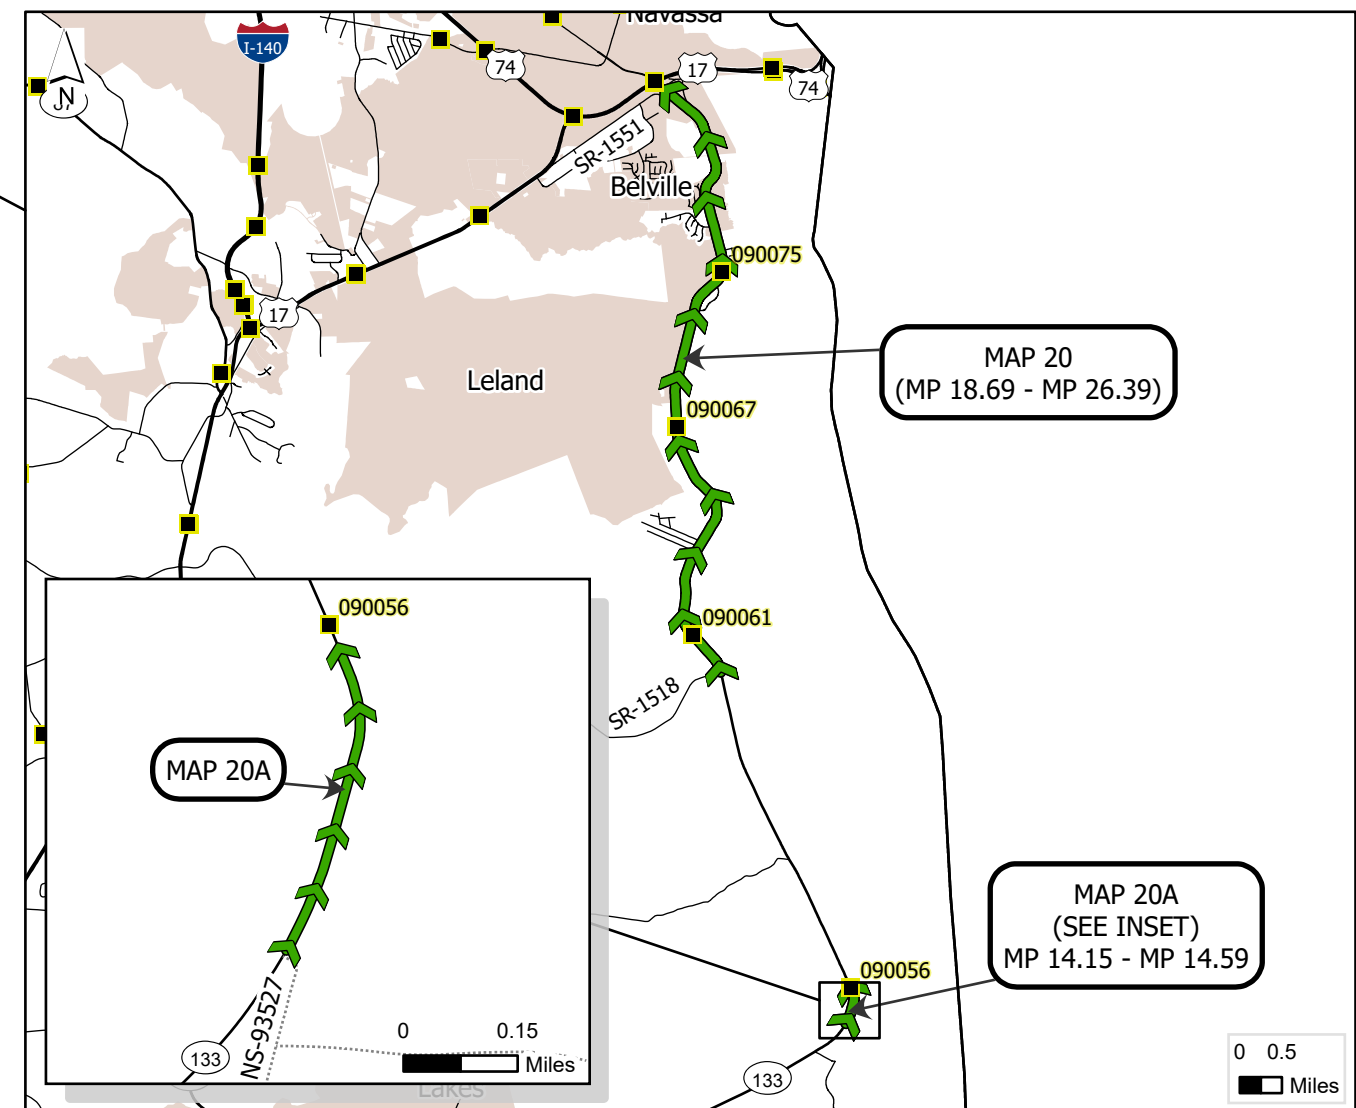 Navassa
I-140
74
17
74
N
SR-1551
Belville
090075
17
MAP 20
(MP 18.69 - MP 26.39)
Leland
090067
090056
090061
SR-1518
MAP 20A
MAP 20A
(SEE INSET)
MP 14.15 - MP 14.59
090056
NS-93527
0 0.15
Miles
133
133
0 0.5
Miles
Lakes